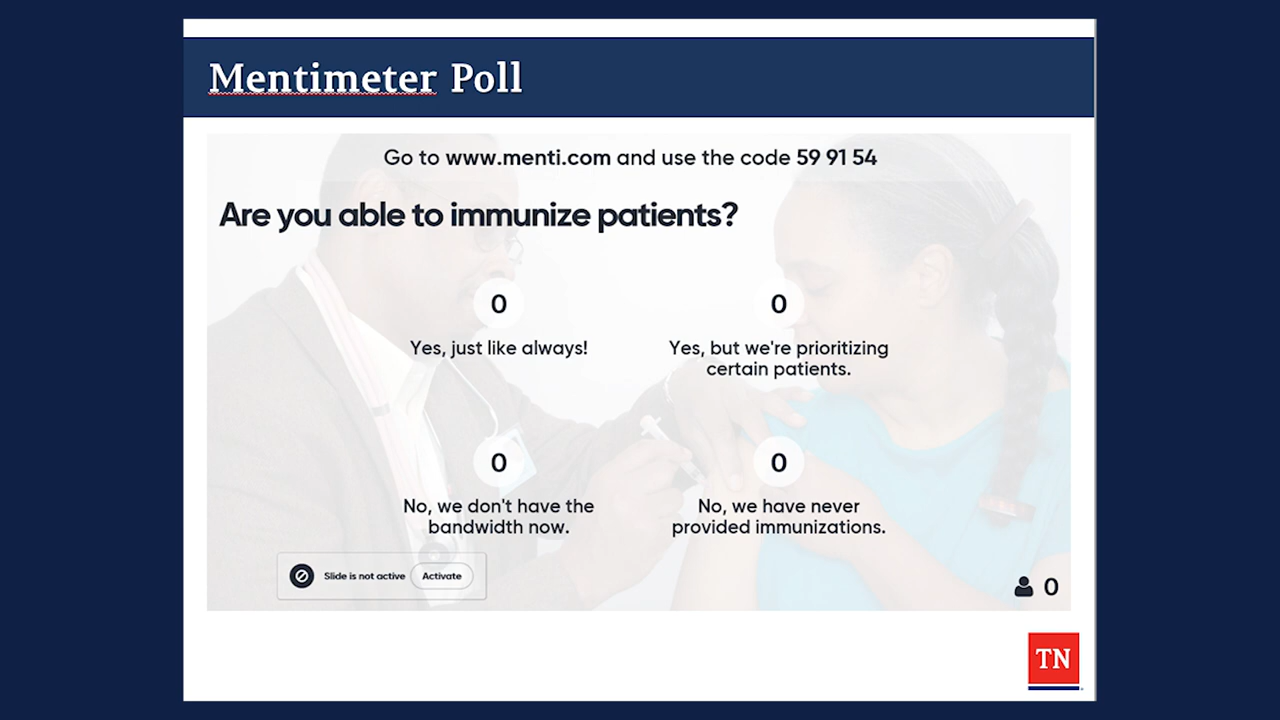 Mentimeter Poll
Go to www.menti.com and use the code 59 91 54
Are you able to immunize patients?
0
Yes, just like always!
0
Yes, but we're prioritizing
certain patients.
0
No, we don't have the
bandwidth now.
0
No, we have never
provided immunizations.
Slide is not active Activate
0
TN